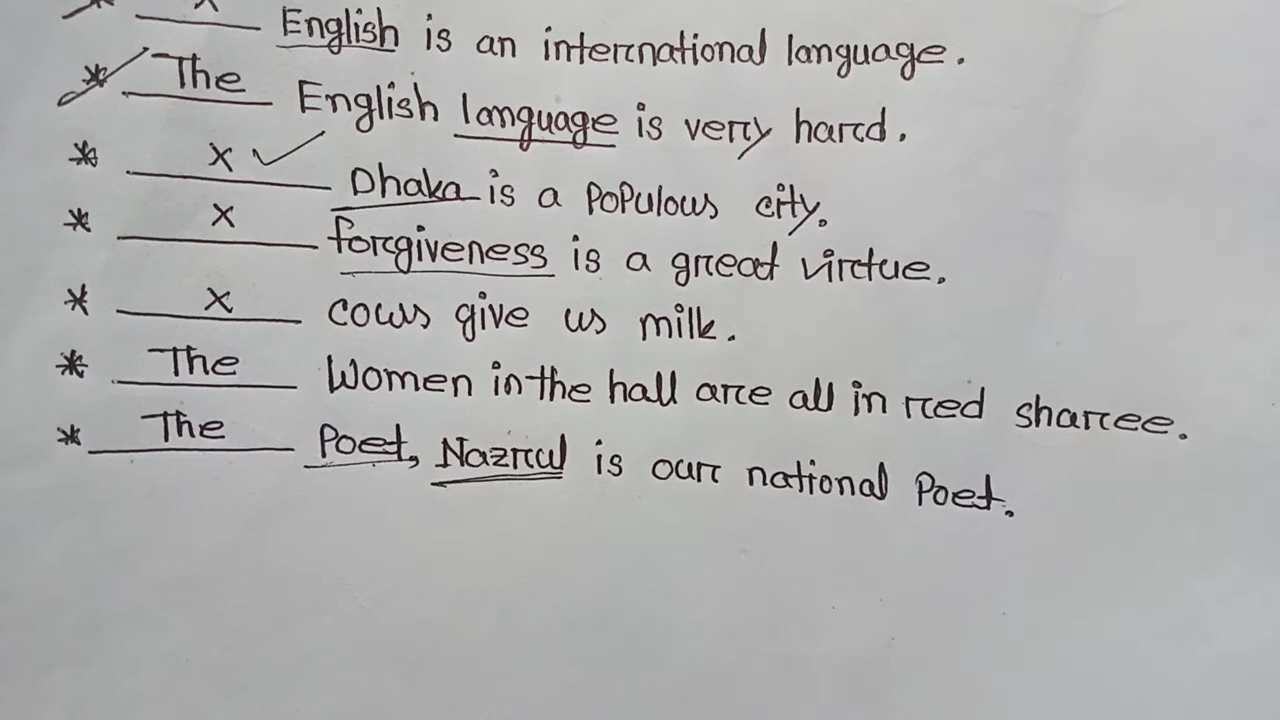 * x English is an international language.
* The English language is very hard.
* x ✓ Dhaka is a populous city.
* x forgiveness is a great virtue.
* x cows give us milk.
* The Women in the hall are all in red sharee.
* The Poet, Nazrul is our national Poet.